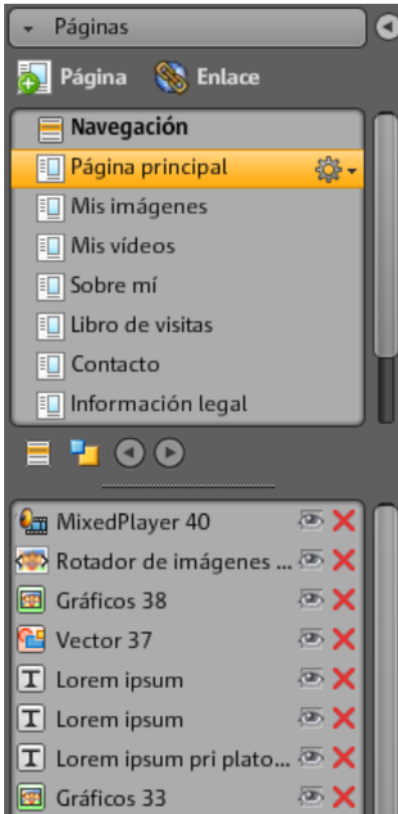 Páginas
Página Enlace
Navegación
Página principal
Mis imágenes
Mis vídeos
Sobre mí
Libro de visitas
Contacto
Información legal
MixedPlayer 40
Rotador de imágenes ...
Gráficos 38
Vector 37
T Lorem ipsum
T Lorem ipsum
T Lorem ipsum pri plato...
Gráficos 33